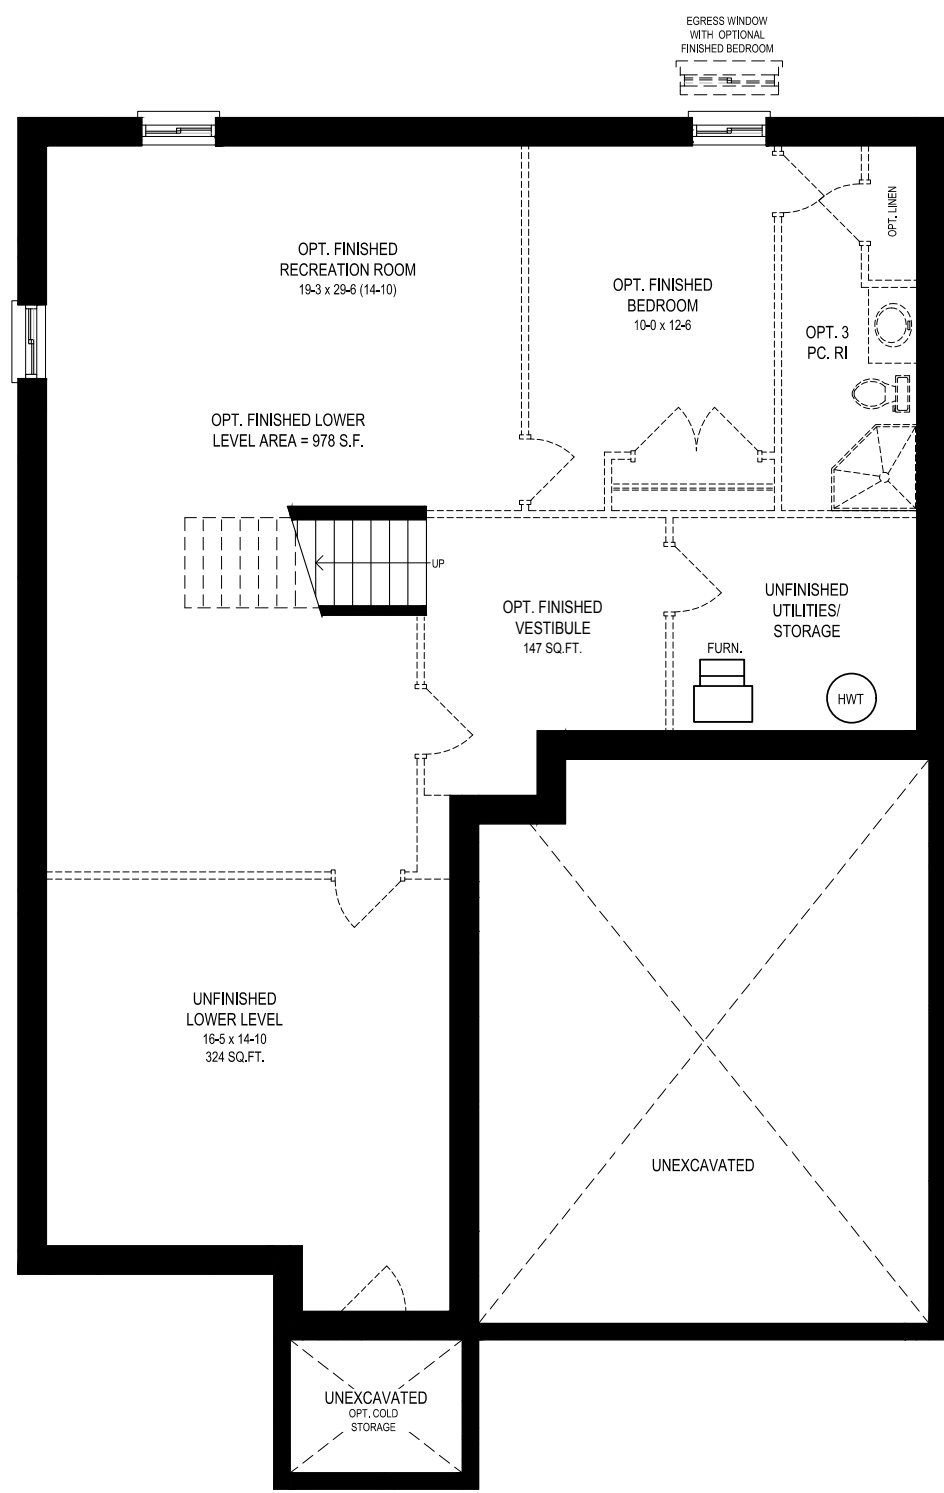 EGRESS WINDOW
WITH OPTIONAL
FINISHED BEDROOM
OPT. FINISHED
RECREATION ROOM
19-3 x 29-6 (14-10)
OPT. FINISHED
BEDROOM
10-0 x 12-6
OPT. LINEN
OPT. 3
PC. RI
OPT. FINISHED LOWER
LEVEL AREA = 978 S.F.
UP
OPT. FINISHED
VESTIBULE
147 SQ.FT.
UNFINISHED
UTILITIES/
STORAGE
FURN.
HWT
UNFINISHED
LOWER LEVEL
16-5 x 14-10
324 SQ.FT.
UNEXCAVATED
UNEXCAVATED
OPT. COLD
STORAGE